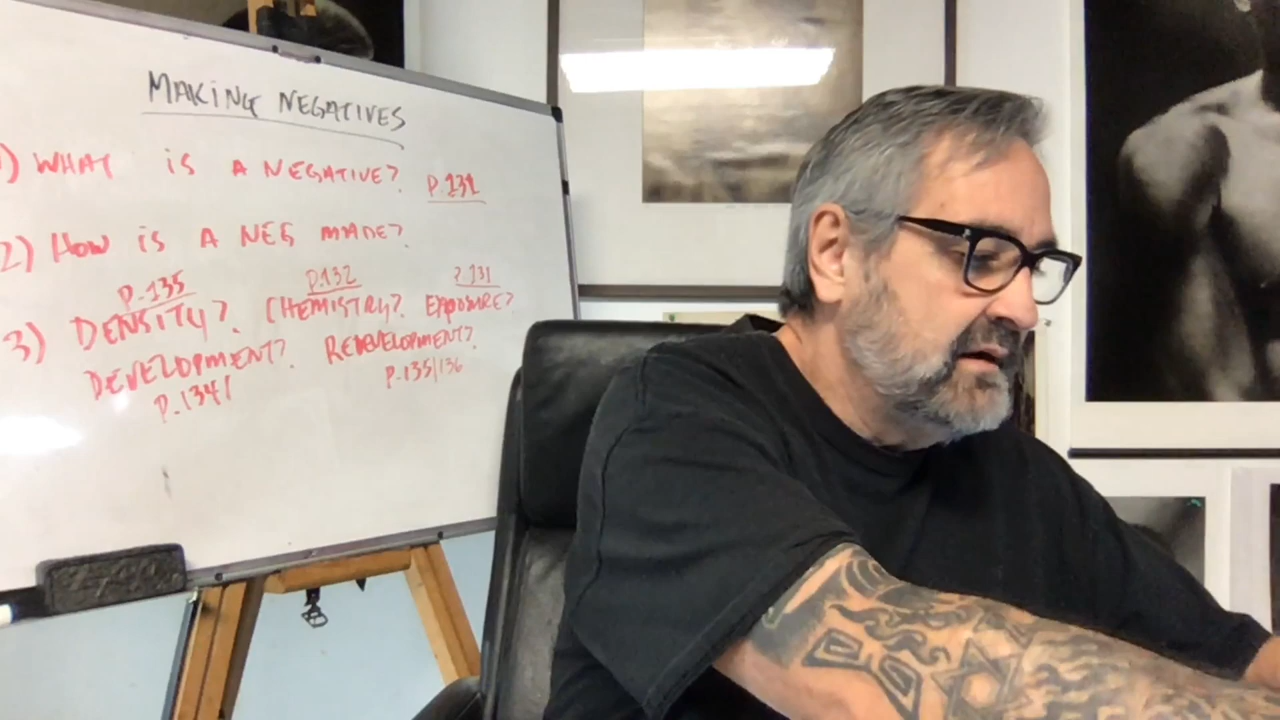 MAKING NEGATIVES
1) WHAT IS A NEGATIVE? P.131
2) HOW IS A NEG MADE?
P.135 P.132 P.131
3) DENSITY? CHEMISTRY? EXPOSURE?
DEVELOPMENT? REDEVELOPMENT?
P.134/ P.135/136